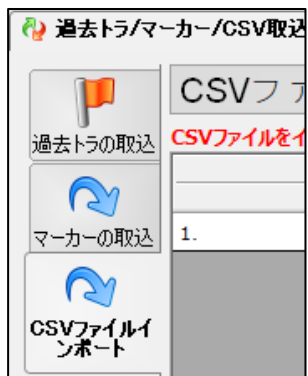 過去トラ/マーカー/CSV取込
CSVファ
過去トラの取込
CSVファイルをイ
マーカーの取込
1.
CSVファイルイ
ンポート